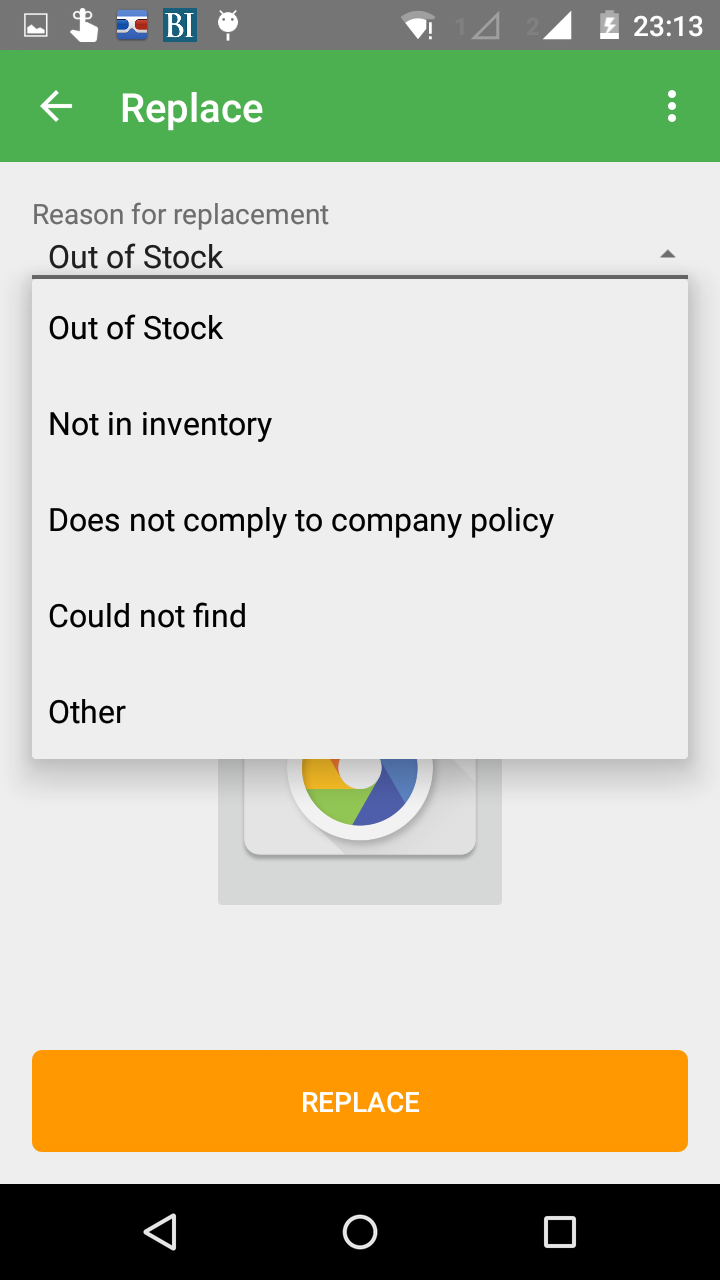 BI
1
2
23:13
Replace
Reason for replacement
Out of Stock
Out of Stock
Not in inventory
Does not comply to company policy
Could not find
Other
REPLACE